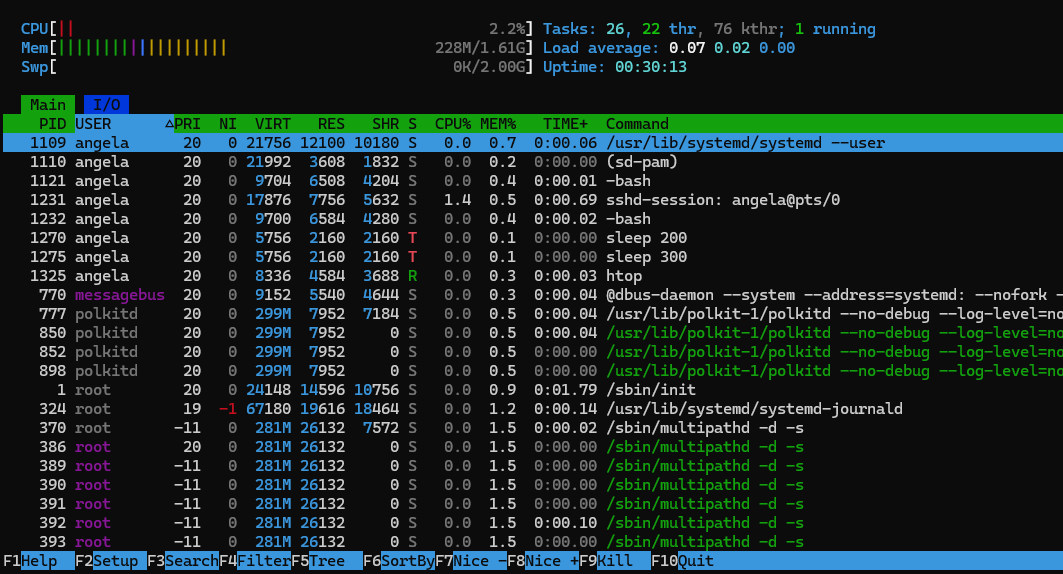 CPU[|| 2.2%] Tasks: 26, 22 thr, 76 kthr; 1 running
Mem[||||||||||||||||||| 228M/1.61G] Load average: 0.07 0.02 0.00
Swp[ 0K/2.00G] Uptime: 00:30:13
Main I/O
PID USER △PRI NI VIRT RES SHR S CPU% MEM% TIME+ Command
1109 angela 20 0 21756 12100 10180 S 0.0 0.7 0:00.06 /usr/lib/systemd/systemd --user
1110 angela 20 0 21992 3608 1832 S 0.0 0.2 0:00.00 (sd-pam)
1121 angela 20 0 9704 6508 4204 S 0.0 0.4 0:00.01 -bash
1231 angela 20 0 17876 7756 5632 S 1.4 0.5 0:00.69 sshd-session: angela@pts/0
1232 angela 20 0 9700 6584 4280 S 0.0 0.4 0:00.02 -bash
1270 angela 20 0 5756 2160 2160 T 0.0 0.1 0:00.00 sleep 200
1275 angela 20 0 5756 2160 2160 T 0.0 0.1 0:00.00 sleep 300
1325 angela 20 0 8336 4584 3688 R 0.0 0.3 0:00.03 htop
770 messagebus 20 0 9152 5540 4644 S 0.0 0.3 0:00.04 @dbus-daemon --system --address=systemd: --nofork -
777 polkitd 20 0 299M 7952 7184 S 0.0 0.5 0:00.04 /usr/lib/polkit-1/polkitd --no-debug --log-level=no
850 polkitd 20 0 299M 7952 0 S 0.0 0.5 0:00.00 /usr/lib/polkit-1/polkitd --no-debug --log-level=no
852 polkitd 20 0 299M 7952 0 S 0.0 0.5 0:00.00 /usr/lib/polkit-1/polkitd --no-debug --log-level=no
898 polkitd 20 0 299M 7952 0 S 0.0 0.5 0:00.00 /usr/lib/polkit-1/polkitd --no-debug --log-level=no
1 root 20 0 24148 14596 10756 S 0.0 0.9 0:01.79 /sbin/init
324 root 19 -1 67180 19616 18464 S 0.0 1.2 0:00.14 /usr/lib/systemd/systemd-journald
370 root -11 0 281M 26132 7572 S 0.0 1.5 0:00.02 /sbin/multipathd -d -s
386 root 20 0 281M 26132 0 S 0.0 1.5 0:00.00 /sbin/multipathd -d -s
389 root -11 0 281M 26132 0 S 0.0 1.5 0:00.00 /sbin/multipathd -d -s
390 root -11 0 281M 26132 0 S 0.0 1.5 0:00.00 /sbin/multipathd -d -s
391 root -11 0 281M 26132 0 S 0.0 1.5 0:00.00 /sbin/multipathd -d -s
392 root -11 0 281M 26132 0 S 0.0 1.5 0:00.10 /sbin/multipathd -d -s
393 root -11 0 281M 26132 0 S 0.0 1.5 0:00.00 /sbin/multipathd -d -s
F1Help F2Setup F3SearchF4FilterF5Tree F6SortByF7Nice -F8Nice +F9Kill F10Quit